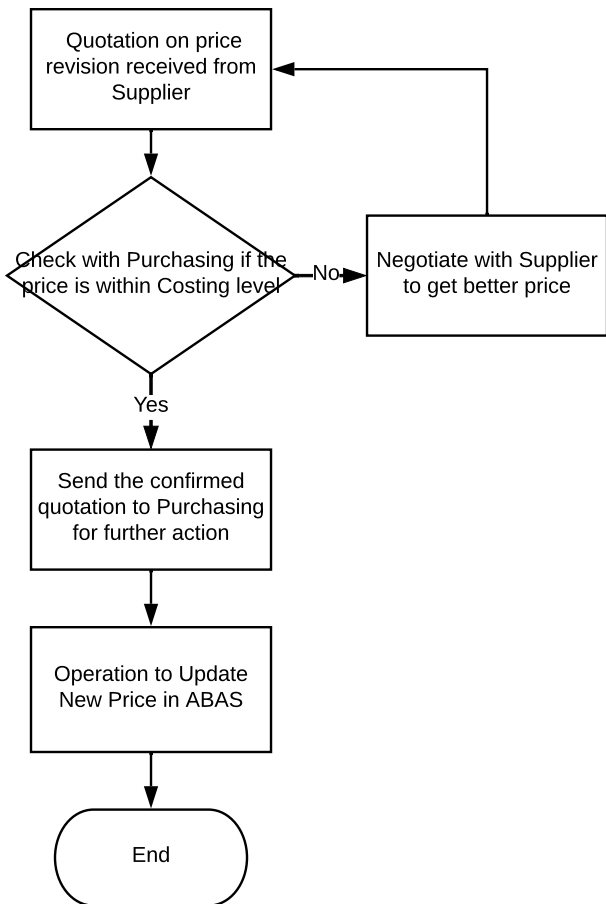 Quotation on price
revision received from
Supplier
Check with Purchasing if the
price is within Costing level
No
Negotiate with Supplier
to get better price
Yes
Send the confirmed
quotation to Purchasing
for further action
Operation to Update
New Price in ABAS
End